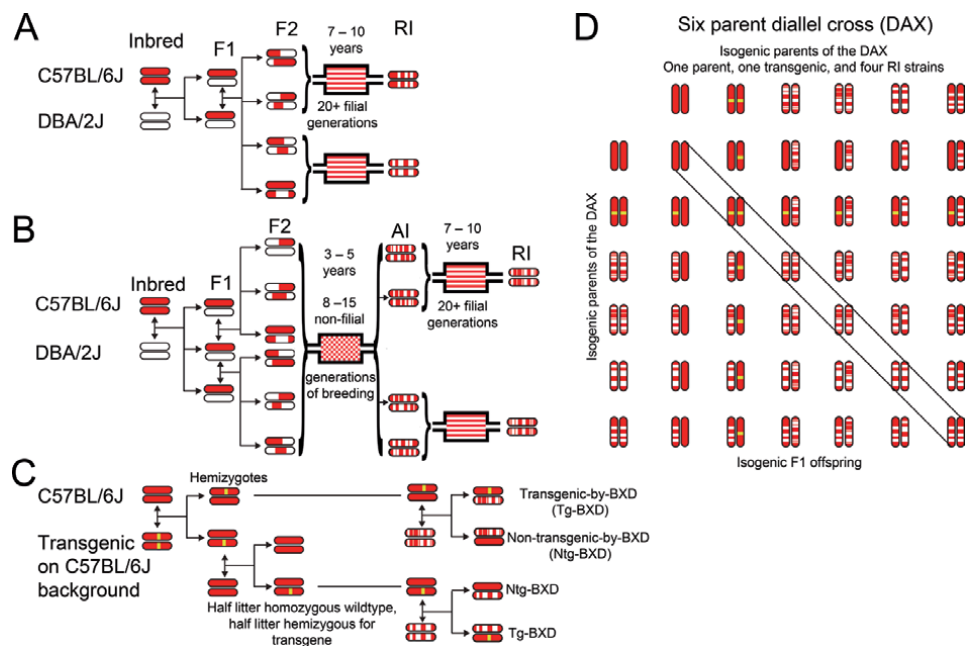 A
Inbred
F1
F2
7 – 10
years
RI
C57BL/6J
DBA/2J
20+ filial
generations
B
Inbred
F1
F2
3 – 5
years
8 –15
non-filial
generations
of breeding
AI
7 – 10
years
RI
20+ filial
generations
C57BL/6J
DBA/2J
C
C57BL/6J
Hemizygotes
Transgenic
on C57BL/6J
background
Half litter homozygous wildtype,
half litter hemizygous for
transgene
Transgenic-by-BXD
(Tg-BXD)
Non-transgenic-by-BXD
(Ntg-BXD)
Ntg-BXD
Tg-BXD
D
Six parent diallel cross (DAX)
Isogenic parents of the DAX
One parent, one transgenic, and four RI strains
Isogenic parents of the DAX
Isogenic F1 offspring